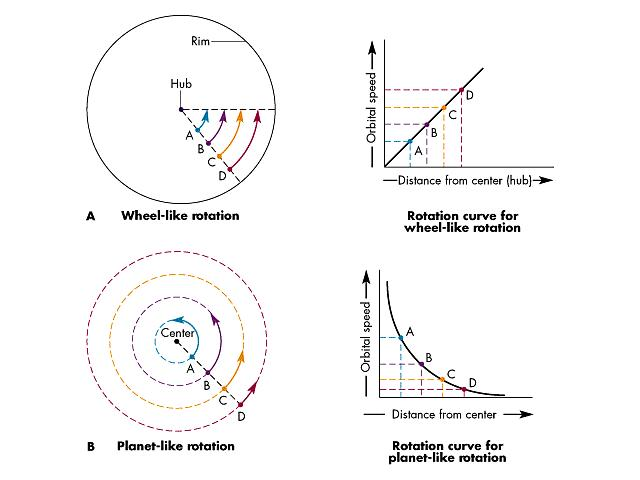 Rim
Hub
A
B
C
D
A Wheel-like rotation
Orbital speed
A
B
C
D
Distance from center (hub)
Rotation curve for
wheel-like rotation
Center
A
B
C
D
B Planet-like rotation
Orbital speed
A
B
C
D
Distance from center
Rotation curve for
planet-like rotation